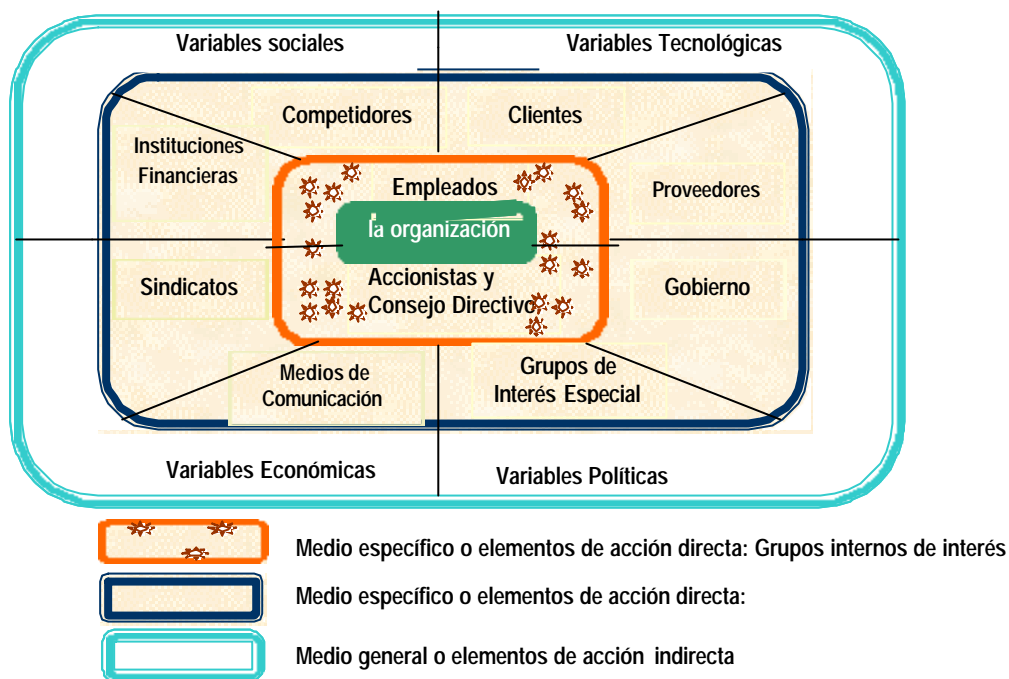 Variables sociales
Variables Tecnológicas
Competidores
Clientes
Instituciones
Financieras
Empleados
Proveedores
la organización
Sindicatos
Accionistas y
Consejo Directivo
Gobierno
Medios de
Comunicación
Grupos de
Interés Especial
Variables Económicas
Variables Políticas
Medio específico o elementos de acción directa: Grupos internos de interés
Medio específico o elementos de acción directa:
Medio general o elementos de acción indirecta